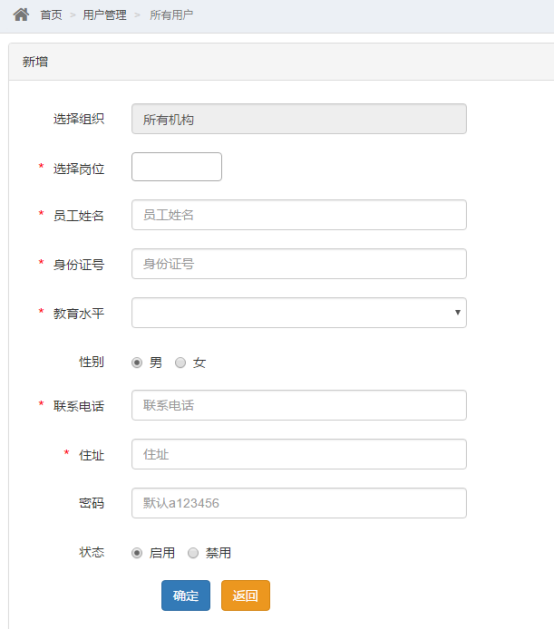 首页 > 用户管理 > 所有用户
新增
选择组织 所有机构
* 选择岗位
* 员工姓名 员工姓名
* 身份证号 身份证号
* 教育水平
性别 男 女
* 联系电话 联系电话
* 住址 住址
密码 默认a123456
状态 启用 禁用
确定 返回